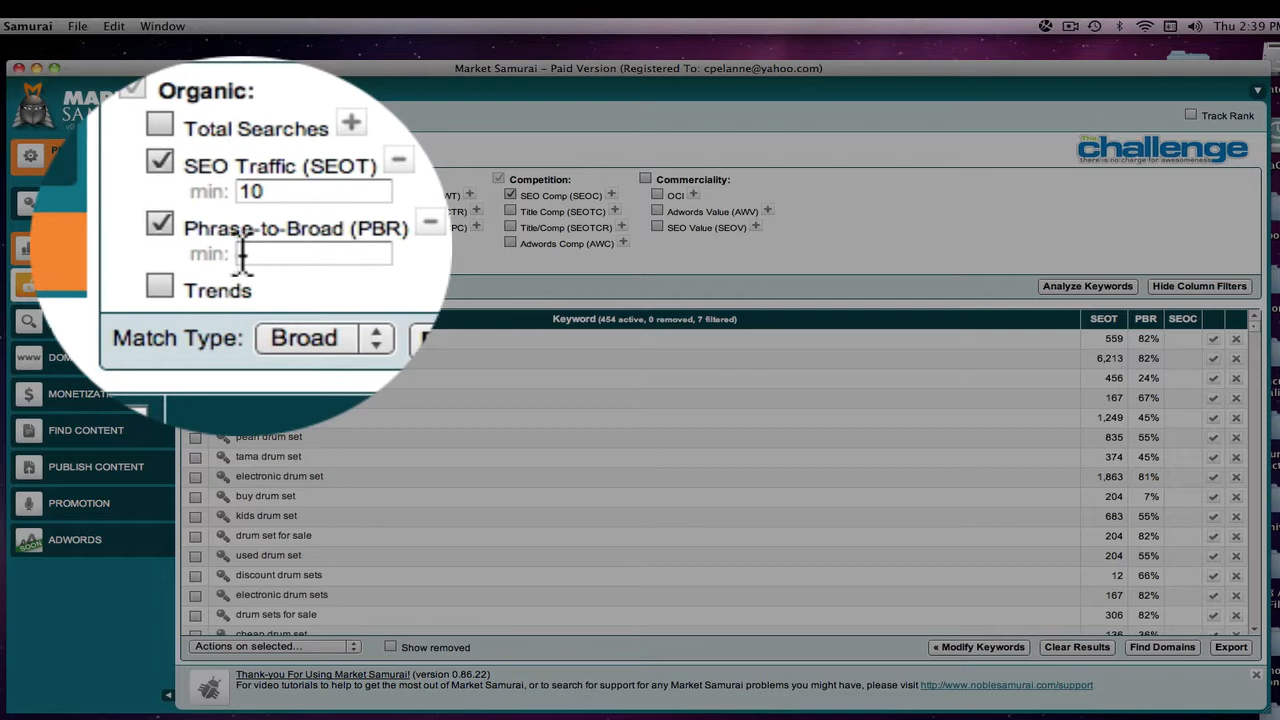 Samurai File Edit Window Thu 2:39 PM
Market Samurai – Paid Version (Registered To: cpelanne@yahoo.com)
Track Rank
the challenge
there is no charge for awesomeness
Organic:
Total Searches
SEO Traffic (SEOT)
min: 10
Phrase-to-Broad (PBR)
min:
Trends
Match Type: Broad
Competition:
SEO Comp (SEOC)
Title Comp (SEOTC)
Title/Comp (SEUTCR)
Adwords Comp (AWC)
Commerciality:
OCI
Adwords Value (AWV)
SEO Value (SEOV)
Analyze Keywords Hide Column Filters
Keyword (454 active, 0 removed, 7 filtered) SEOT PBR SEOC
559 82%
6,213 82%
456 24%
167 67%
1,249 45%
pearl drum set 835 55%
tama drum set 374 45%
electronic drum set 1,863 81%
buy drum set 204 7%
kids drum set 683 55%
drum set for sale 204 82%
used drum set 204 55%
discount drum sets 12 66%
electronic drum sets 167 82%
drum sets for sale 306 82%
cheap drum set 136 36%
www
FIND CONTENT
PUBLISH CONTENT
PROMOTION
SOON ADWORDS
Actions on selected... Show removed « Modify Keywords Clear Results Find Domains Export
Thank-you For Using Market Samurai! (version 0.86.22)
For video tutorials to help to get the most out of Market Samurai, or to search for support for any Market Samurai problems you might have, please visit http://www.noblesamurai.com/support